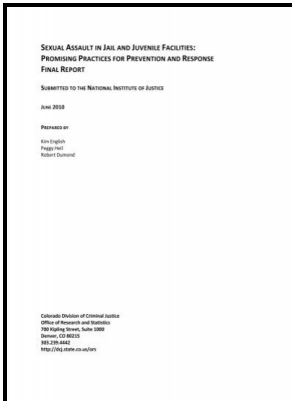 SEXUAL ASSAULT IN JAIL AND JUVENILE FACILITIES:
PROMISING PRACTICES FOR PREVENTION AND RESPONSE
FINAL REPORT
SUBMITTED TO THE NATIONAL INSTITUTE OF JUSTICE
JUNE 2010
PREPARED BY
Kim English
Peggy Heil
Robert Dumond
Colorado Division of Criminal Justice
Office of Research and Statistics
700 Kipling Street, Suite 1000
Denver, CO 80215
303.239.4442
http://dcj.state.co.us/ors